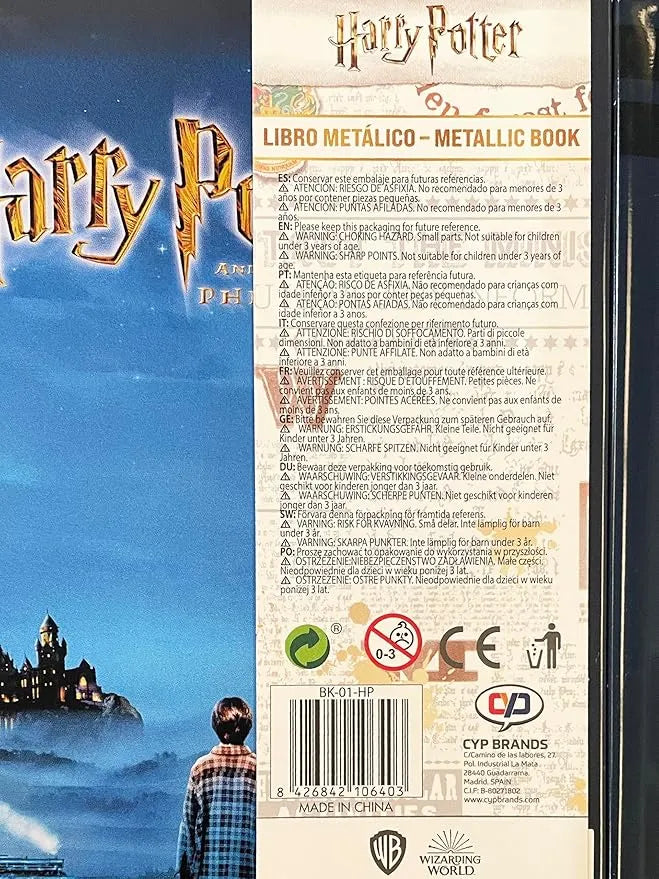 Harry Potter
arry Po
AN
PH
LIBRO METÁLICO – METALLIC BOOK
ES: Conservar este embalaje para futuras referencias.
⚠ ATENCIÓN: RIESGO DE ASFIXIA. No recomendado para menores de 3
años por contener piezas pequeñas.
⚠ ATENCIÓN: PUNTAS AFILADAS. No recomendado para menores de 3
años.
EN: Please keep this packaging for future reference.
⚠ WARNING: CHOKING HAZARD. Small parts. Not suitable for children
under 3 years of age.
⚠ WARNING: SHARP POINTS. Not suitable for children under 3 years of
age.
PT: Mantenha esta etiqueta para referência futura.
⚠ ATENÇAO: RISCO DE ASFIXIA. Não recomendado para crianças com
idade inferior a 3 anos por conter peças pequenas.
⚠ ATENÇAO: PONTAS AFIADAS. Não recomendado para crianças com
idade inferior a 3 anos.
IT: Conservare questa confezione per riferimento futuro.
⚠ ATTENZIONE: RISCHIO DI SOFFOCAMENTO. Parti di piccole
dimensioni. Non adatto a bambini di età inferiore a 3 anni.
⚠ ATTENZIONE: PUNTE AFFILATE. Non adatto a bambini di età
inferiore a 3 anni.
FR: Veuillez conserver cet emballage pour toute référence ultérieure.
⚠ AVERTISSEMENT : RISQUE D'ÉTOUFFEMENT. Petites pièces. Ne
convient pas aux enfants de moins de 3 ans.
⚠ AVERTISSEMENT: POINTES ACÉRÉES. Ne convient pas aux enfants de
moins de 3 ans.
GE: Bitte bewahren Sie diese Verpackung zum späteren Gebrauch auf.
⚠ WARNUNG: ERSTICKUNGSGEFAHR. Kleine Teile. Nicht geeignet für
Kinder unter 3 Jahren.
⚠ WARNUNG: SCHARFE SPITZEN. Nicht geeignet für Kinder unter 3
Jahren.
DU: Bewaar deze verpakking voor toekomstig gebruik.
⚠ WAARSCHUWING: VERSTIKKINGSGEVAAR. Kleine onderdelen. Niet
geschikt voor kinderen jonger dan 3 jaar.
⚠ WAARSCHUWING: SCHERPE PUNTEN. Niet geschikt voor kinderen
jonger dan 3 jaar.
SW: Förvara denna förpackning för framtida referens.
⚠ VARNING: RISK FÖR KVAVNING. Små delar. Inte lämplig för barn
under 3 år.
⚠ VARNING: SKARPA PUNKTER. Inte lämplig för barn under 3 år.
PO: Proszę zachować to opakowanie do wykorzystania w przyszłości.
⚠ OSTRZEŻENIE:NIEBEZPIECZEŃSTWO ZADŁAWIENIA. Małe części.
Nieodpowiednie dla dzieci w wieku poniżej 3 lat.
⚠ OSTRZEŻENIE: OSTRE PUNKTY. Nieodpowiednie dla dzieci w wieku
poniżej 3 lat.
®
0-3
CE
BK-01-HP
8 426842 106403
MADE IN CHINA
CYP
CYP BRANDS
C/Camino de las labores, 27.
Pol. Industrial La Mata
28440 Guadarrama.
Madrid. SPAIN
C.I.F: B-80271802
www.cypbrands.com
WB
WIZARDING
WORLD